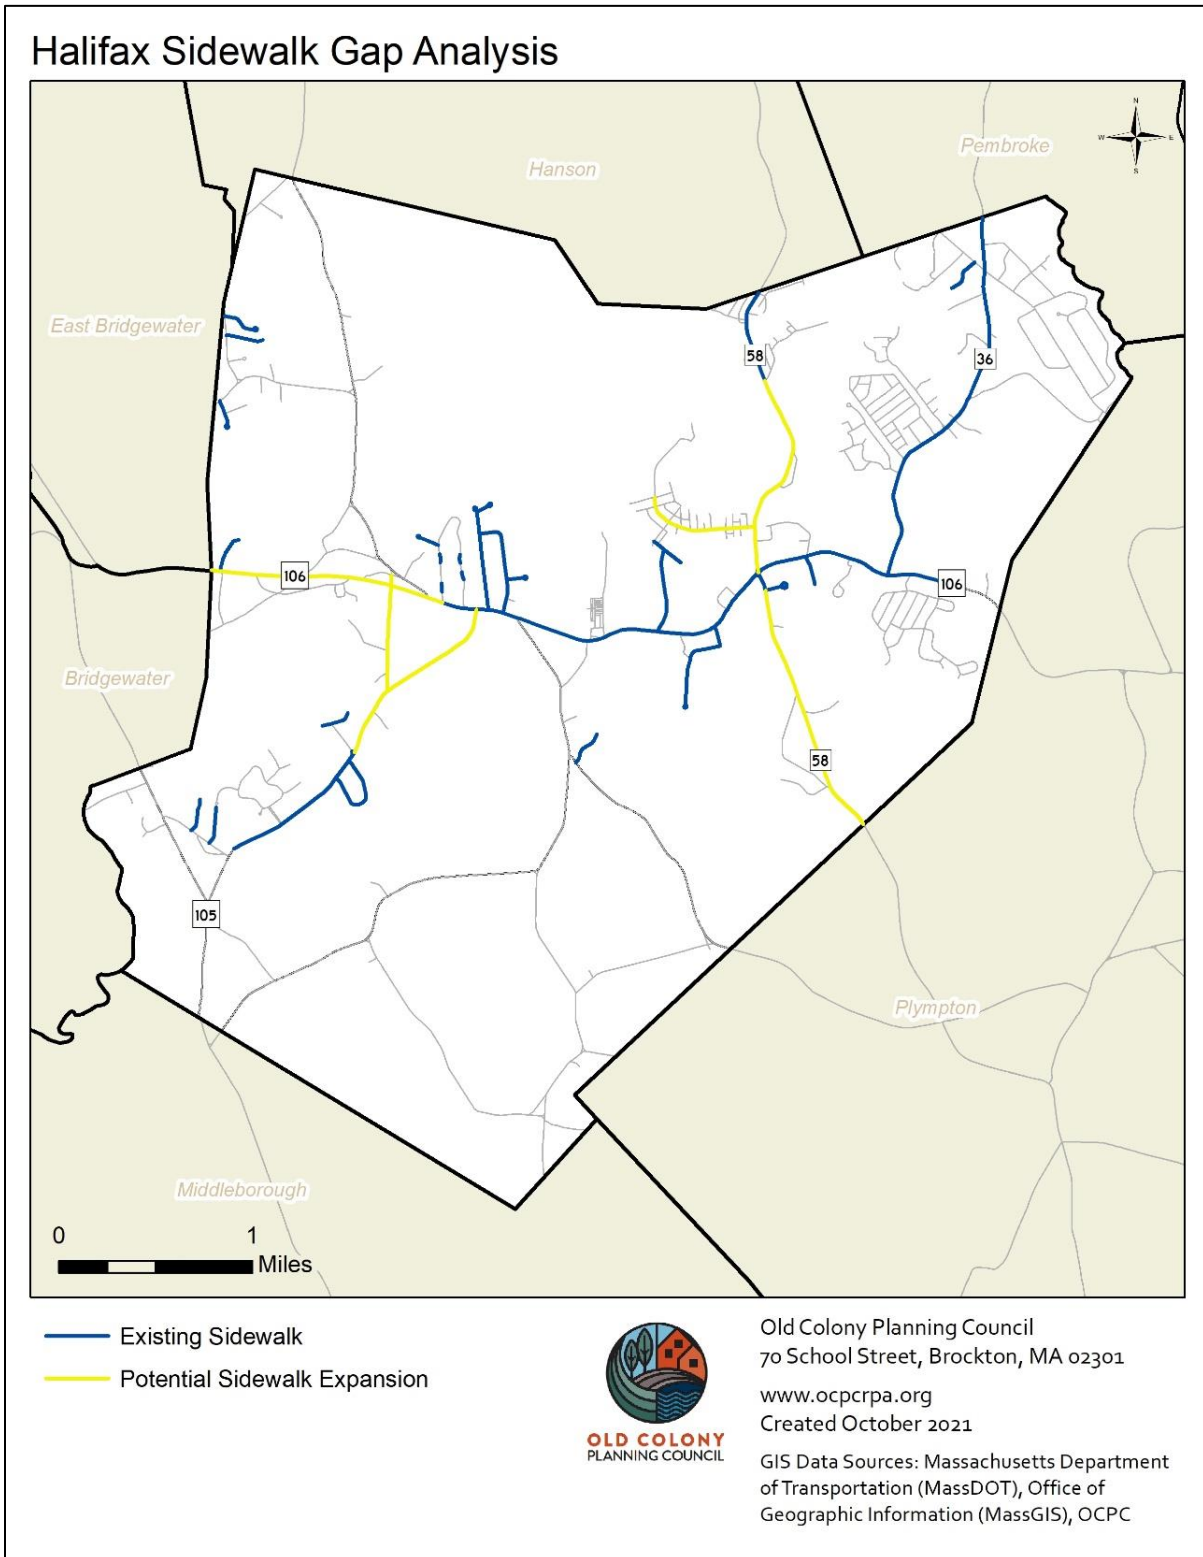 Halifax Sidewalk Gap Analysis
N
W E
S
Pembroke
Hanson
East Bridgewater
58
36
106
106
Bridgewater
58
105
Plympton
Middleborough
0 1
Miles
Existing Sidewalk
Potential Sidewalk Expansion
OLD COLONY
PLANNING COUNCIL
Old Colony Planning Council
70 School Street, Brockton, MA 02301
www.ocpcrpa.org
Created October 2021
GIS Data Sources: Massachusetts Department
of Transportation (MassDOT), Office of
Geographic Information (MassGIS), OCPC